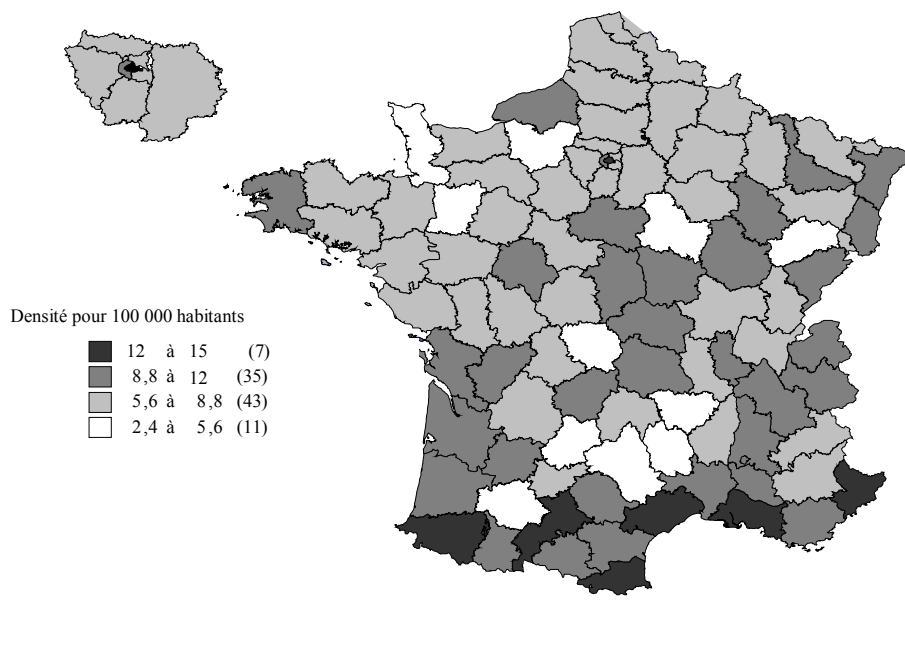 Densité pour 100 000 habitants
12 à 15 (7)
8,8 à 12 (35)
5,6 à 8,8 (43)
2,4 à 5,6 (11)